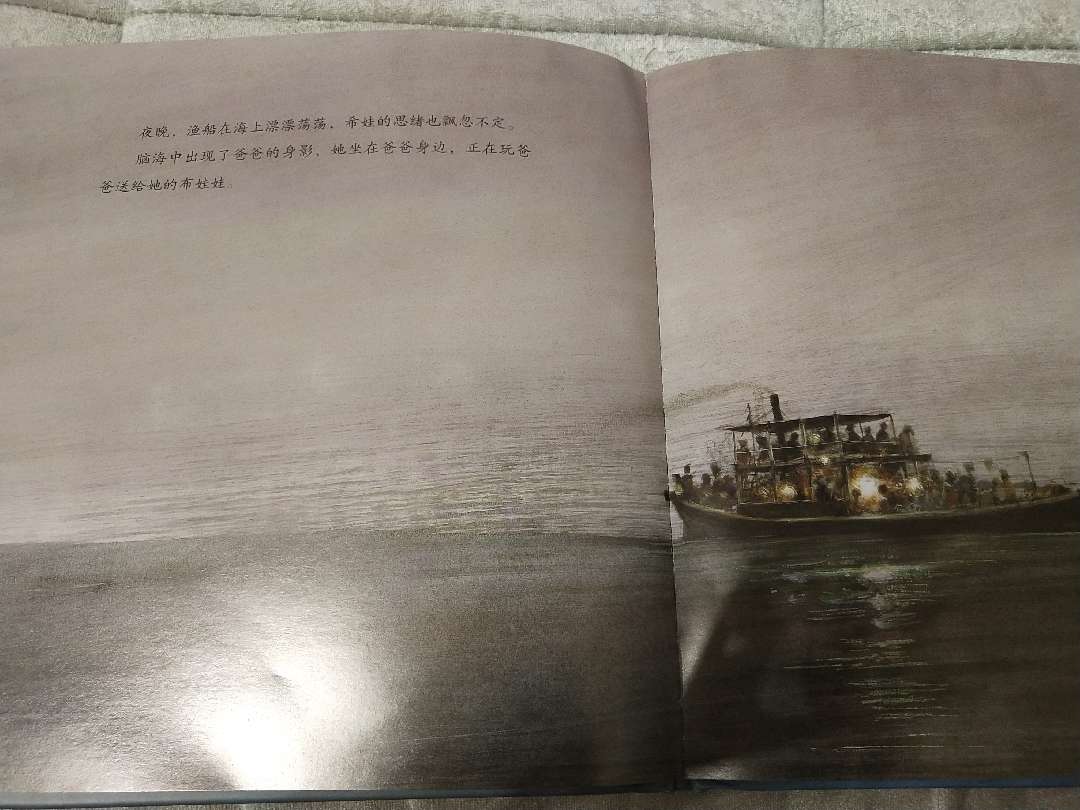 夜晚，渔船在海上漂漂荡荡，希娃的思绪也飘忽不定。
脑海中出现了爸爸的身影，她坐在爸爸身边，正在玩爸
爸送给她的布娃娃。